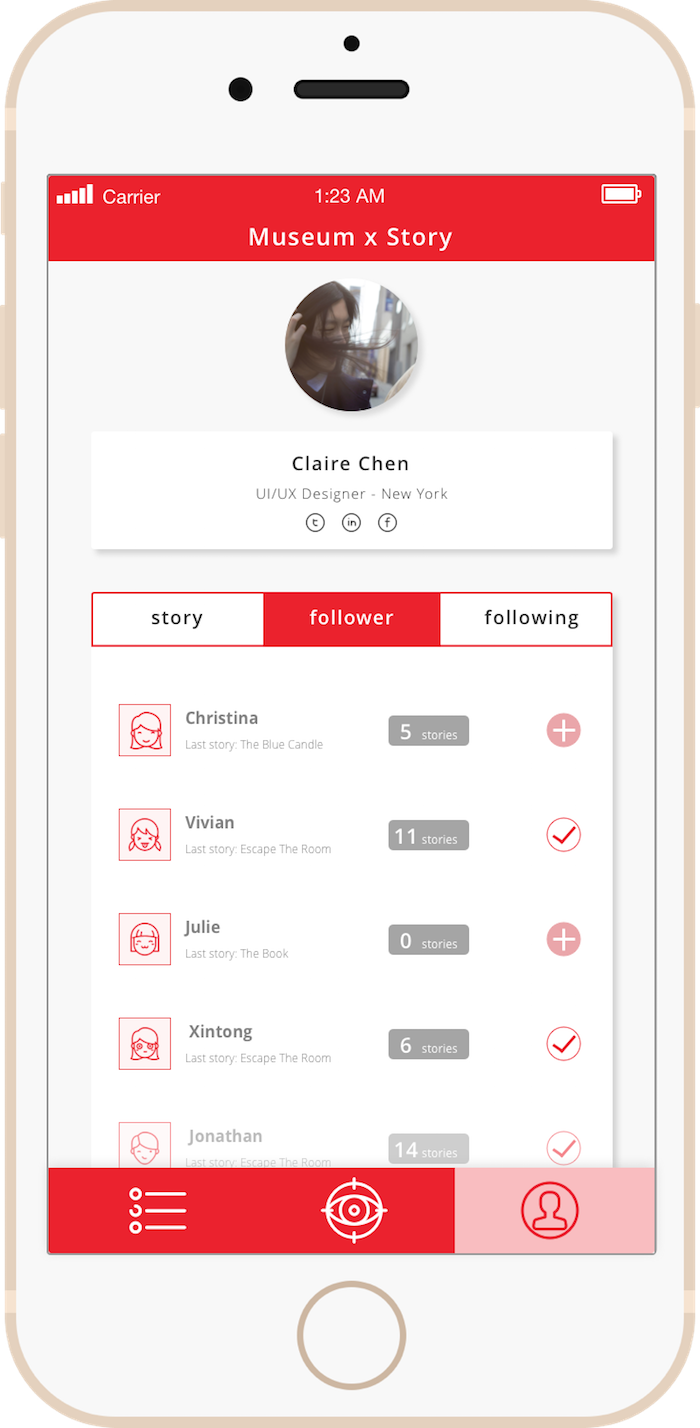 Carrier 1:23 AM
Museum x Story
Claire Chen
UI/UX Designer - New York
t in f
story follower following
Christina
Last story: The Blue Candle
5 stories
Vivian
Last story: Escape The Room
11 stories
Julie
Last story: The Book
0 stories
Xintong
Last story: Escape The Room
6 stories
Jonathan
Last story: Escape The Room
14 stories